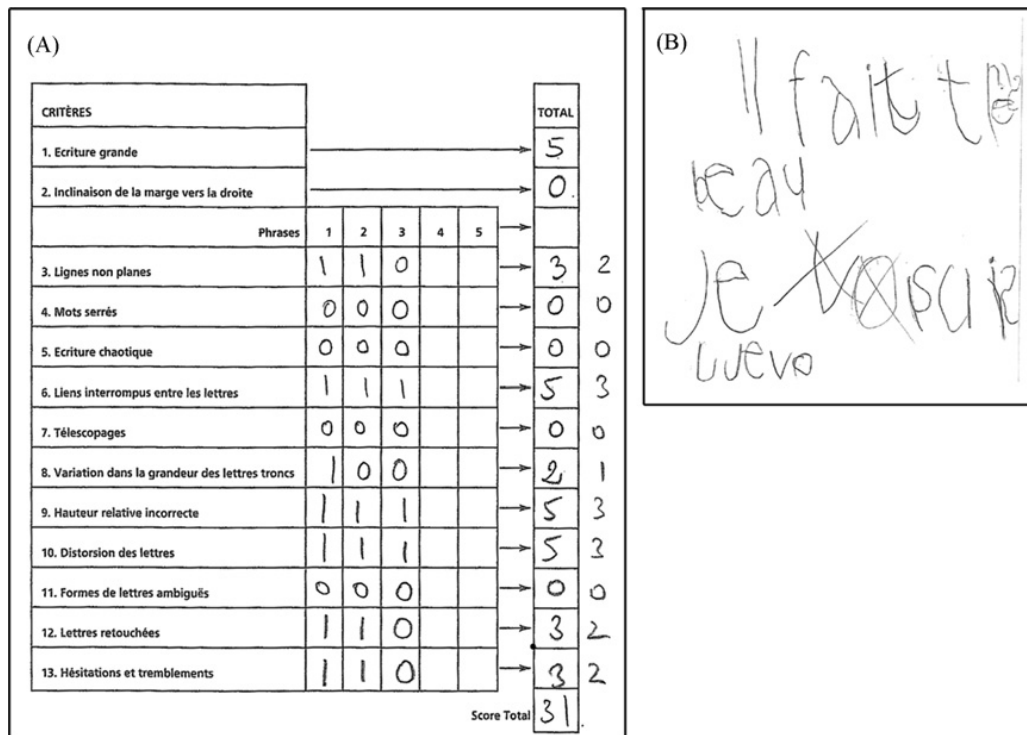 (A)
CRITÈRES TOTAL
1. Ecriture grande 5
2. Inclinaison de la marge vers la droite 0
Phrases 1 2 3 4 5
3. Lignes non planes 1 1 0 3 2
4. Mots serrés 0 0 0 0 0
5. Ecriture chaotique 0 0 0 0 0
6. Liens interrompus entre les lettres 1 1 1 5 3
7. Télescopages 0 0 0 0 0
8. Variation dans la grandeur des lettres troncs 1 0 0 2 1
9. Hauteur relative incorrecte 1 1 1 5 3
10. Distorsion des lettres 1 1 1 5 3
11. Formes de lettres ambiguës 0 0 0 0 0
12. Lettres retouchées 1 1 0 3 2
13. Hésitations et tremblements 1 1 0 3 2
Score Total 31
(B)
Il fait
beau
Je